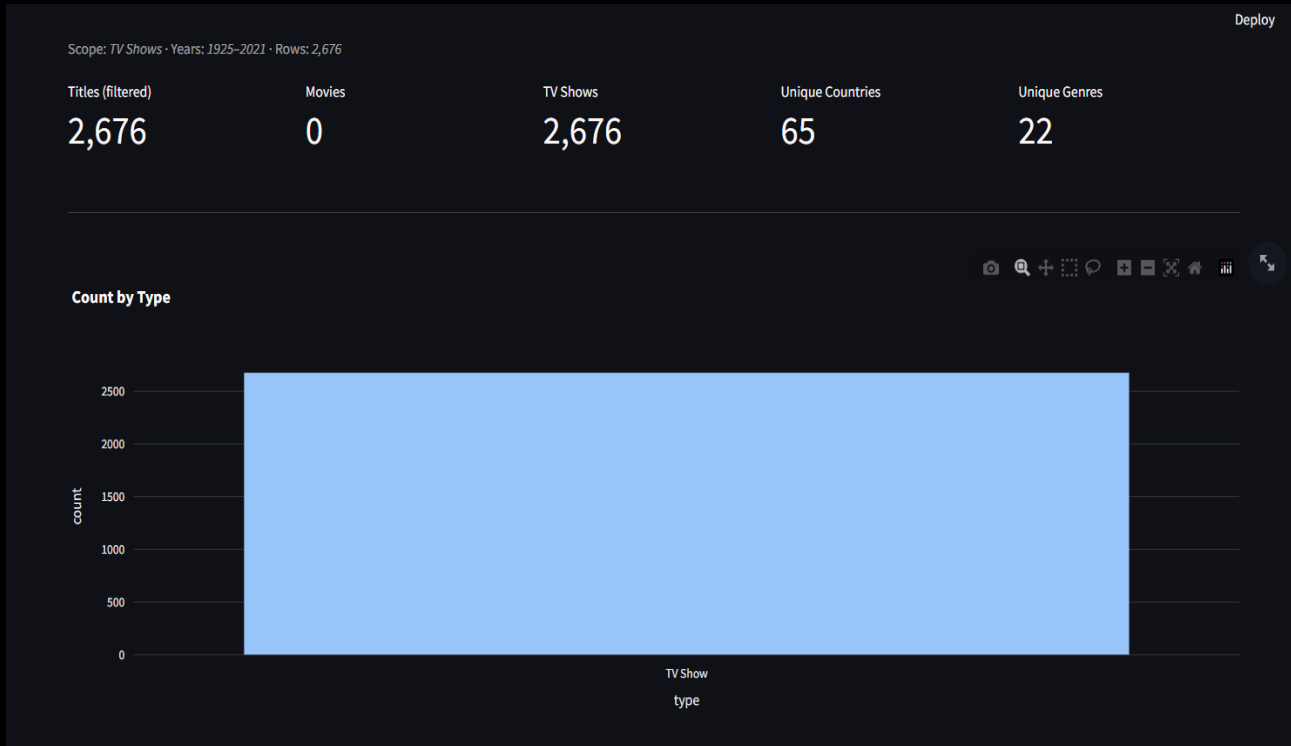 Deploy
Scope: TV Shows · Years: 1925–2021 · Rows: 2,676
Titles (filtered) Movies TV Shows Unique Countries Unique Genres
2,676 0 2,676 65 22
Count by Type
2500
2000
1500
1000
500
0
count
TV Show
type